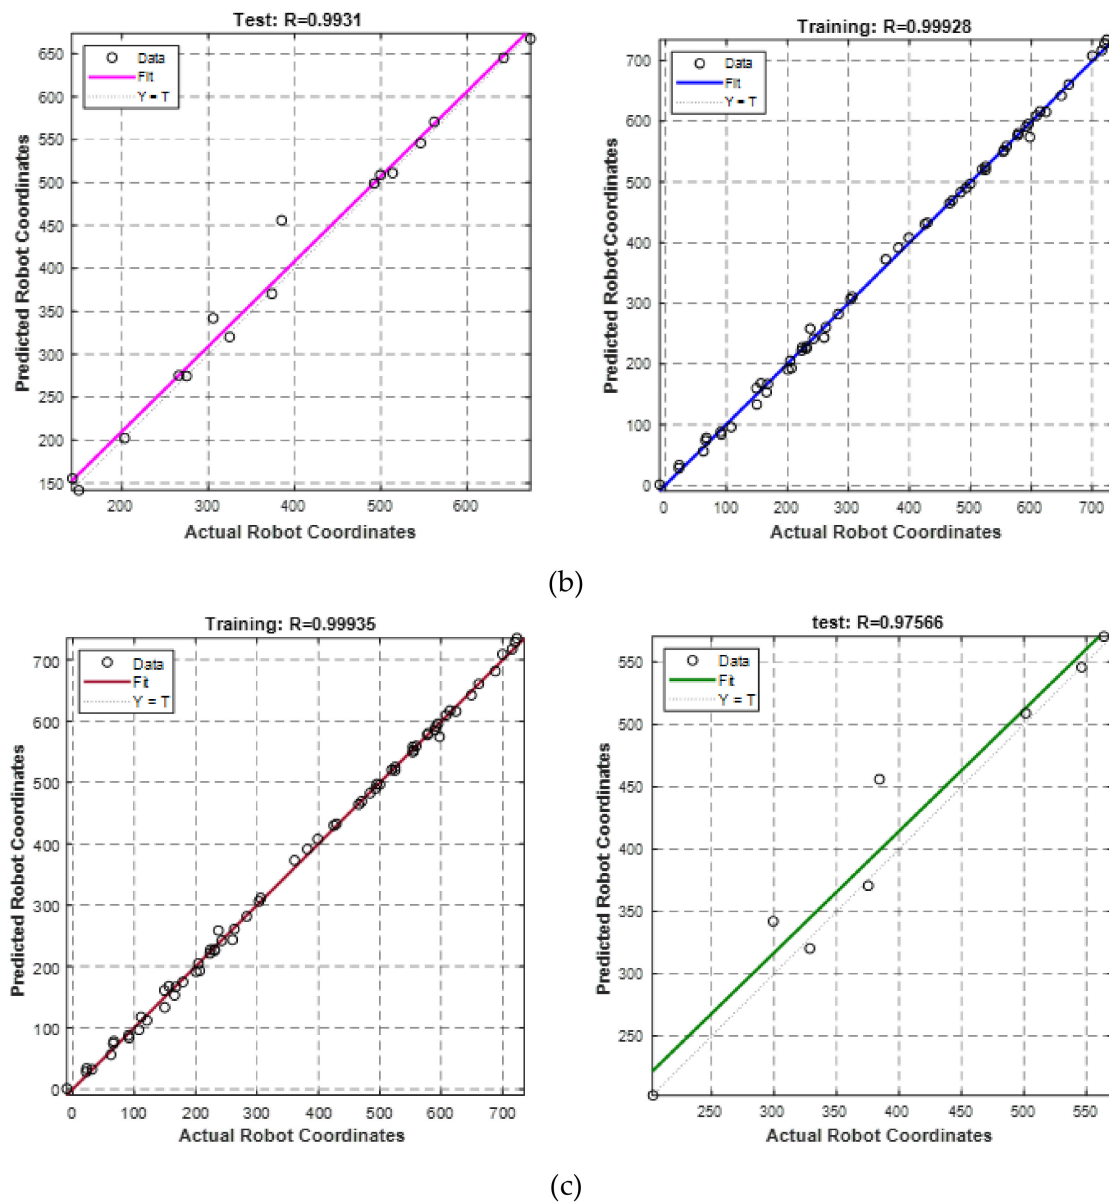 Test: R=0.9931
Data
Fit
Y = T
650
600
550
500
450
400
350
300
250
200
150
200 300 400 500 600
Predicted Robot Coordinates
Actual Robot Coordinates
Training: R=0.99928
Data
Fit
Y = T
700
600
500
400
300
200
100
0
0 100 200 300 400 500 600 700
Predicted Robot Coordinates
Actual Robot Coordinates
(b)
Training: R=0.99935
Data
Fit
Y = T
700
600
500
400
300
200
100
0
0 100 200 300 400 500 600 700
Predicted Robot Coordinates
Actual Robot Coordinates
test: R=0.97566
Data
Fit
Y = T
550
500
450
400
350
300
250
250 300 350 400 450 500 550
Predicted Robot Coordinates
Actual Robot Coordinates
(c)